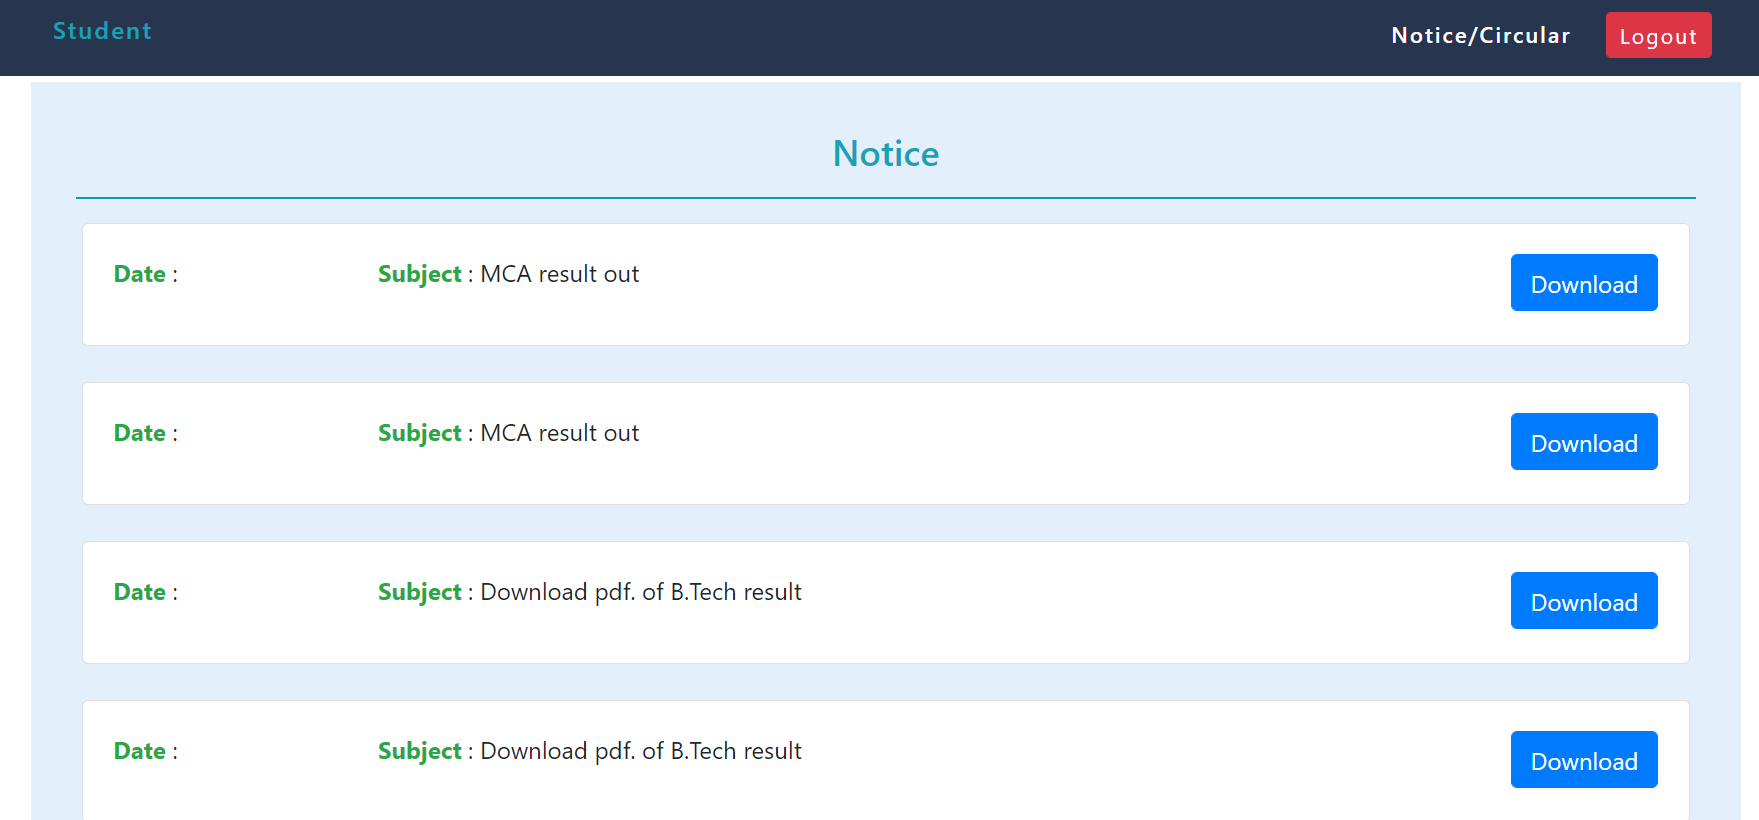 Student Notice/Circular Logout
Notice
Date : Subject : MCA result out Download
Date : Subject : MCA result out Download
Date : Subject : Download pdf. of B.Tech result Download
Date : Subject : Download pdf. of B.Tech result Download